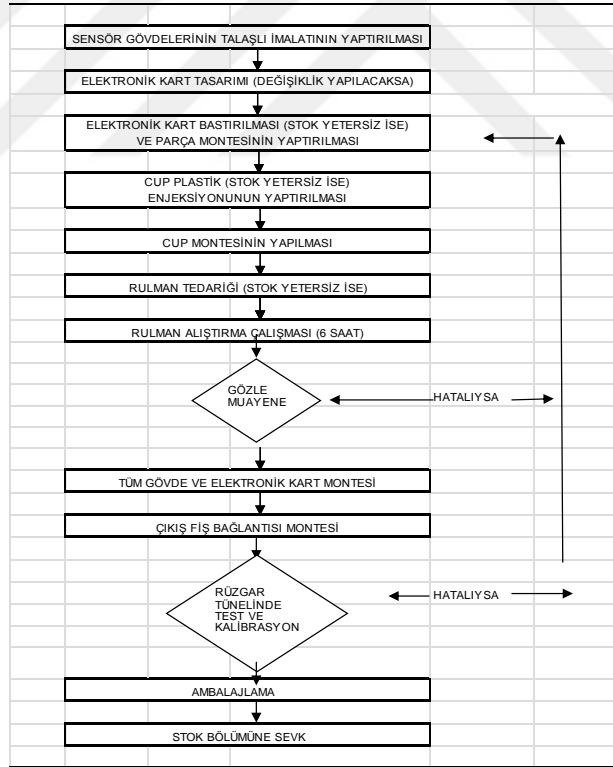 SENSÖR GÖVDELERİNİN TALAŞLI İMALATININ YAPTIRILMASI
ELEKTRONİK KART TASARIMI (DEĞİŞİKLİK YAPILACAKSA)
ELEKTRONİK KART BASTIRILMASI (STOK YETERSİZ İSE)
VE PARÇA MONTESİNİN YAPTIRILMASI
CUP PLASTİK (STOK YETERSİZ İSE)
ENJEKSİYONUNUN YAPTIRILMASI
CUP MONTESİNİN YAPILMASI
RULMAN TEDARİĞİ (STOK YETERSİZ İSE)
RULMAN ALIŞTIRMA ÇALIŞMASI (6 SAAT)
GÖZLE
MUAYENE
HATALIYSA
TÜM GÖVDE VE ELEKTRONİK KART MONTESİ
ÇIKIŞ FİŞ BAĞLANTISI MONTESİ
RÜZGAR
TÜNELİNDE
TEST VE
KALİBRASYON
HATALIYSA
AMBALAJLAMA
STOK BÖLÜMÜNE SEVK